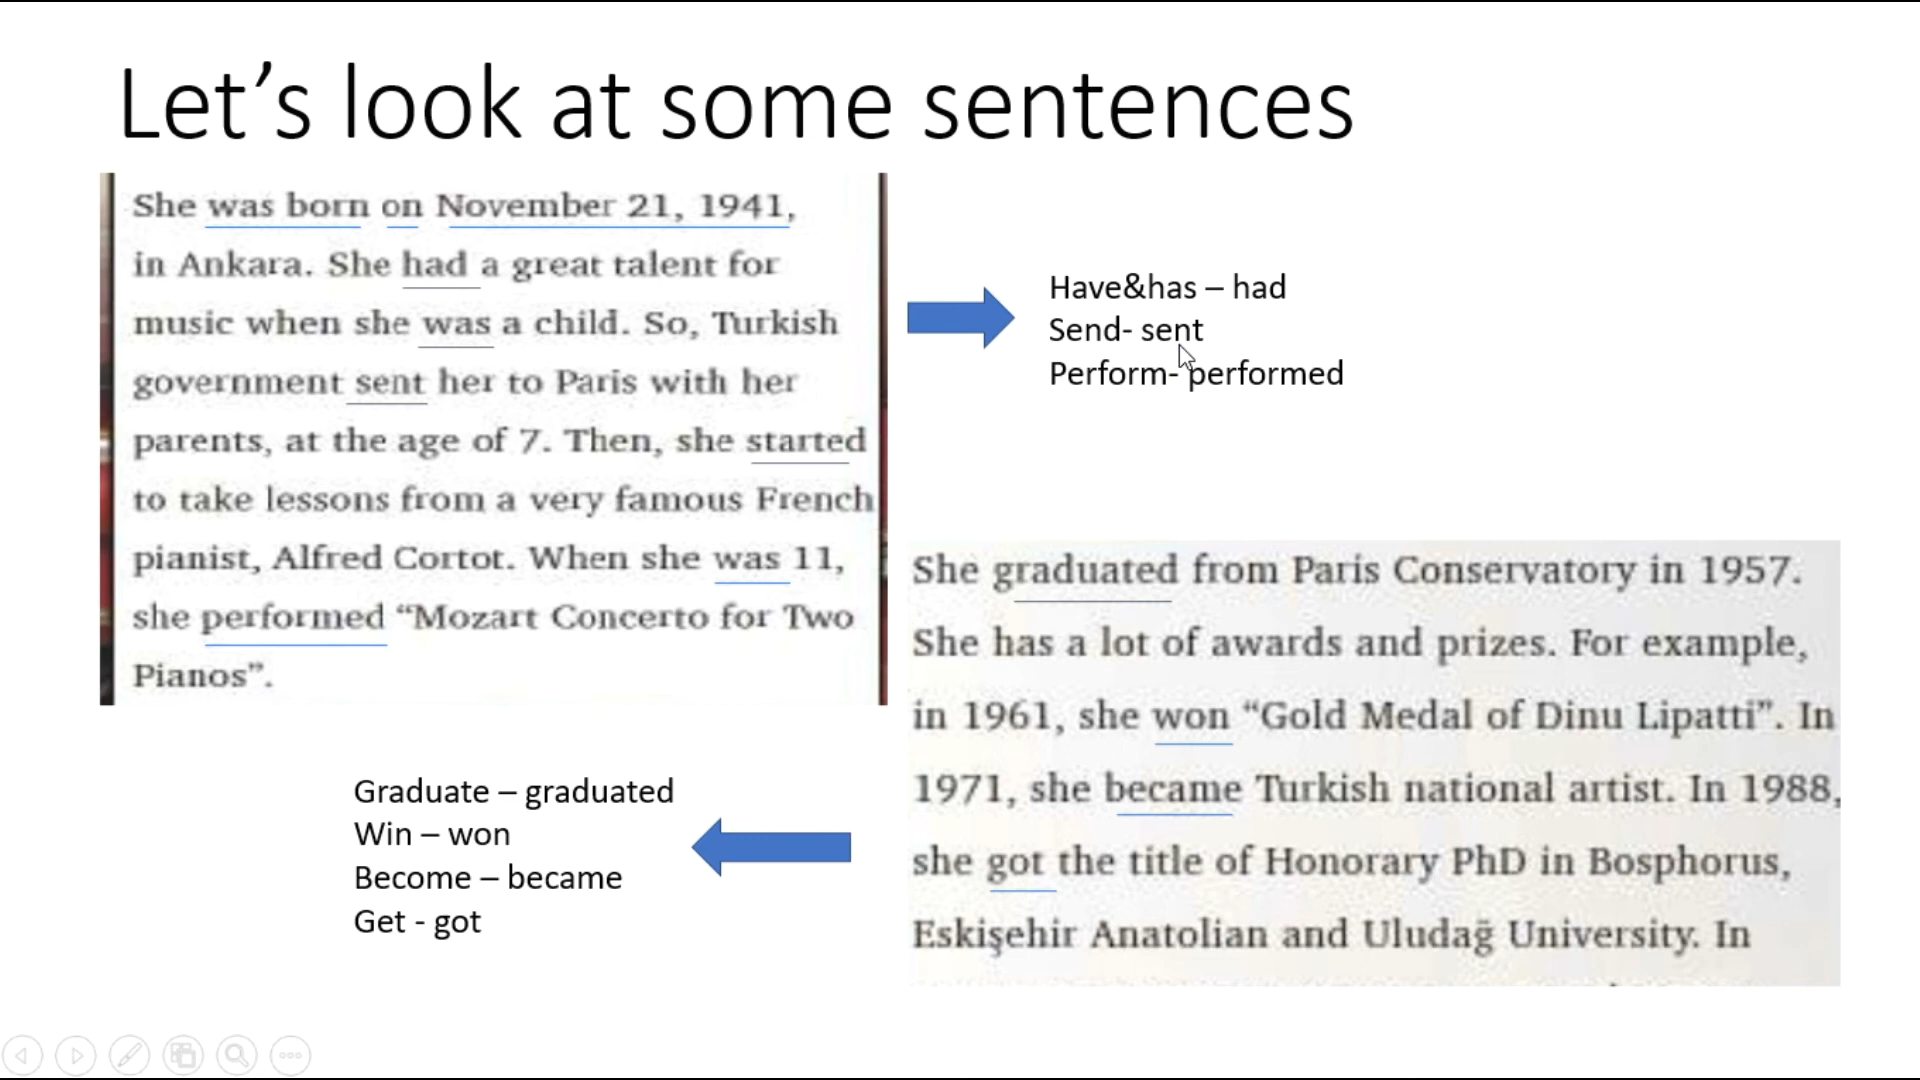 Let's look at some sentences
She was born on November 21, 1941,
in Ankara. She had a great talent for
music when she was a child. So, Turkish
government sent her to Paris with her
parents, at the age of 7. Then, she started
to take lessons from a very famous French
pianist, Alfred Cortot. When she was 11,
she performed “Mozart Concerto for Two
Pianos”.
Have&has – had
Send- sent
Perform- performed
She graduated from Paris Conservatory in 1957.
She has a lot of awards and prizes. For example,
in 1961, she won “Gold Medal of Dinu Lipatti”. In
1971, she became Turkish national artist. In 1988,
she got the title of Honorary PhD in Bosphorus,
Eskişehir Anatolian and Uludağ University. In
Graduate – graduated
Win – won
Become – became
Get - got